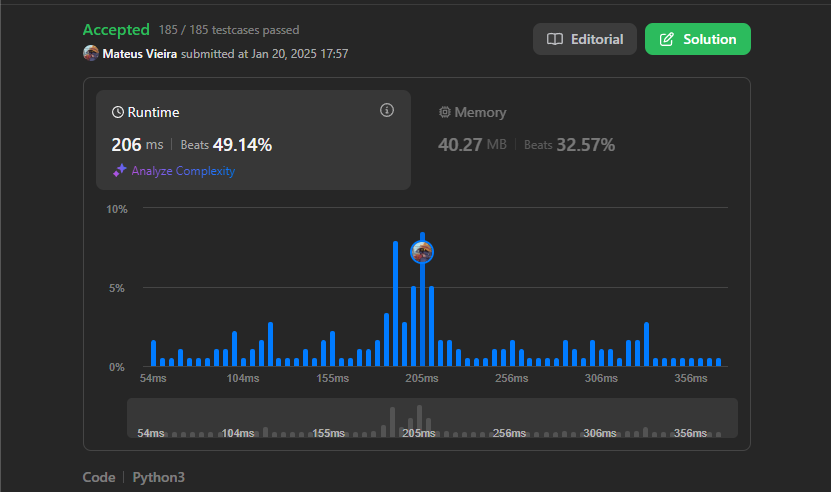 Accepted 185 / 185 testcases passed
Mateus Vieira submitted at Jan 20, 2025 17:57
Editorial
Solution
Runtime
206 ms | Beats 49.14%
Analyze Complexity
Memory
40.27 MB | Beats 32.57%
10%
5%
0%
54ms 104ms 155ms 205ms 256ms 306ms 356ms
54ms 104ms 155ms 205ms 256ms 306ms 356ms
Code | Python3